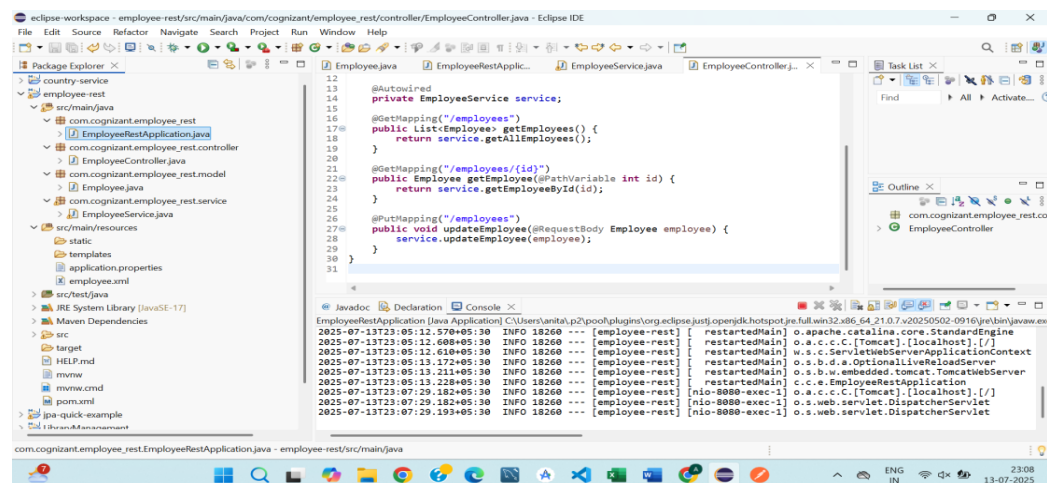 eclipse-workspace - employee-rest/src/main/java/com/cognizant/employee_rest/controller/EmployeeController.java - Eclipse IDE
File Edit Source Refactor Navigate Search Project Run Window Help
Package Explorer
country-service
employee-rest
src/main/java
com.cognizant.employee_rest
EmployeeRestApplication.java
com.cognizant.employee_rest.controller
EmployeeController.java
com.cognizant.employee_rest.model
Employee.java
com.cognizant.employee_rest.service
EmployeeService.java
src/main/resources
static
templates
application.properties
employee.xml
src/test/java
JRE System Library [JavaSE-17]
Maven Dependencies
src
target
HELP.md
mvnw
mvnw.cmd
pom.xml
jpa-quick-example
LibraryManagement
Employee.java EmployeeRestApplic... EmployeeService.java EmployeeController.j...
12
13 @Autowired
14 private EmployeeService service;
15
16 @GetMapping("/employees")
17 public List<Employee> getEmployees() {
18 return service.getAllEmployees();
19 }
20
21 @GetMapping("/employees/{id}")
22 public Employee getEmployee(@PathVariable int id) {
23 return service.getEmployeeById(id);
24 }
25
26 @PutMapping("/employees")
27 public void updateEmployee(@RequestBody Employee employee) {
28 service.updateEmployee(employee);
29 }
30 }
31
Task List
Find All Activate...
Outline
com.cognizant.employee_rest.co
EmployeeController
Javadoc Declaration Console
EmployeeRestApplication [Java Application] C:\Users\anita\.p2\pool\plugins\org.eclipse.justj.openjdk.hotspot.jre.full.win32.x86_64_21.0.7.v20250502-0916\jre\bin\javaw.exe
2025-07-13T23:05:12.570+05:30 INFO 18260 --- [employee-rest] [ restartedMain] o.apache.catalina.core.StandardEngine
2025-07-13T23:05:12.608+05:30 INFO 18260 --- [employee-rest] [ restartedMain] o.a.c.c.C.[Tomcat].[localhost].[/]
2025-07-13T23:05:12.610+05:30 INFO 18260 --- [employee-rest] [ restartedMain] w.s.c.ServletWebServerApplicationContext
2025-07-13T23:05:13.172+05:30 INFO 18260 --- [employee-rest] [ restartedMain] o.s.b.d.a.OptionalLiveReloadServer
2025-07-13T23:05:13.211+05:30 INFO 18260 --- [employee-rest] [ restartedMain] o.s.b.w.embedded.tomcat.TomcatWebServer
2025-07-13T23:05:13.228+05:30 INFO 18260 --- [employee-rest] [ restartedMain] c.c.e.EmployeeRestApplication
2025-07-13T23:07:29.182+05:30 INFO 18260 --- [employee-rest] [nio-8080-exec-1] o.a.c.c.C.[Tomcat].[localhost].[/]
2025-07-13T23:07:29.182+05:30 INFO 18260 --- [employee-rest] [nio-8080-exec-1] o.s.web.servlet.DispatcherServlet
2025-07-13T23:07:29.193+05:30 INFO 18260 --- [employee-rest] [nio-8080-exec-1] o.s.web.servlet.DispatcherServlet
com.cognizant.employee_rest.EmployeeRestApplication.java - employee-rest/src/main/java
ENG
IN
23:08
13-07-2025